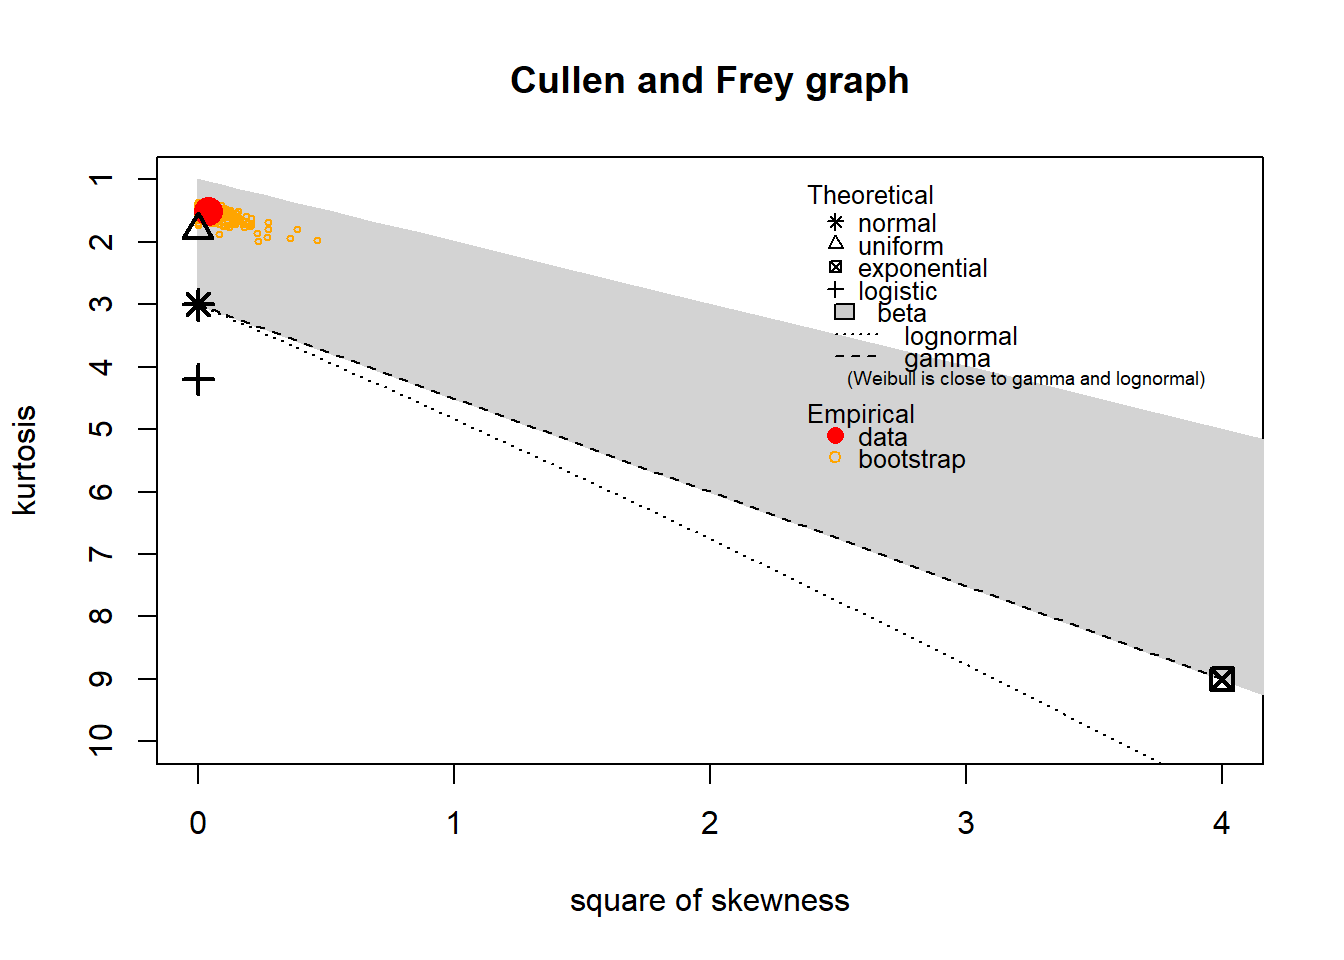 Cullen and Frey graph
kurtosis
1
2
3
4
5
6
7
8
9
10
Theoretical
normal
uniform
exponential
logistic
beta
lognormal
gamma
(Weibull is close to gamma and lognormal)
Empirical
data
bootstrap
0 1 2 3 4
square of skewness